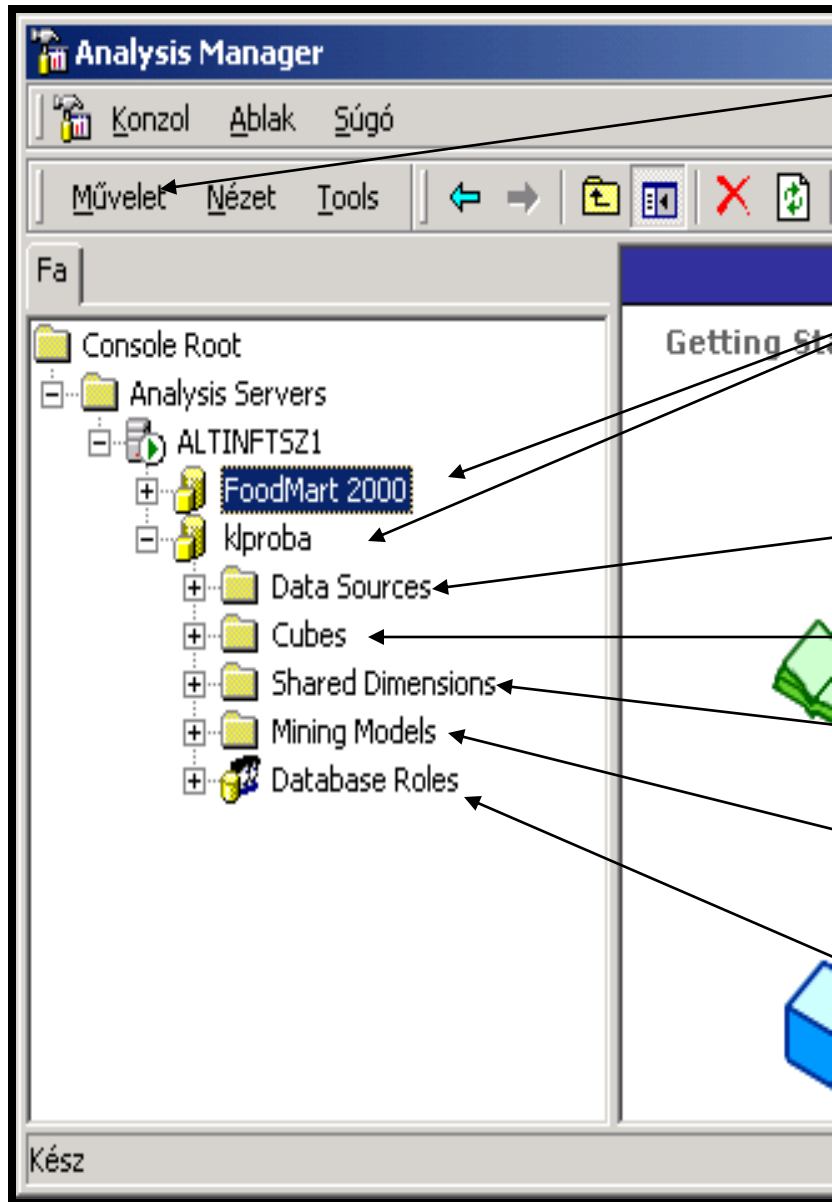 Analysis Manager
Konzol Ablak Súgó
Művelet Nézet Tools
Fa
Getting
Console Root
Analysis Servers
ALTINFTSZ1
FoodMart 2000
klproba
Data Sources
Cubes
Shared Dimensions
Mining Models
Database Roles
Kész